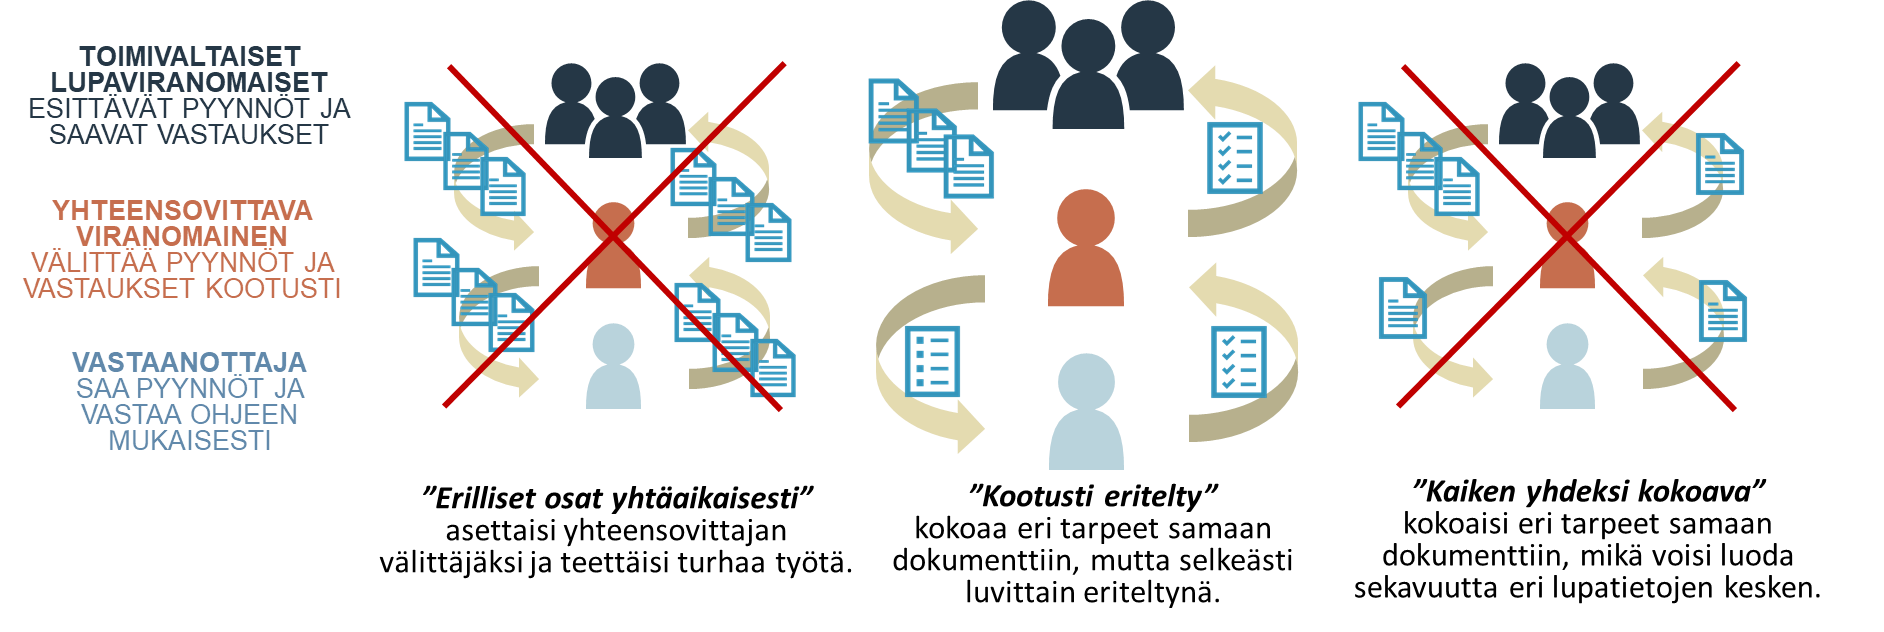 TOIMIVALTAISET
LUPAVIRANOMAISET
ESITTÄVÄT PYYNNÖT JA
SAAVAT VASTAUKSET
YHTEENSOVITTAVA
VIRANOMAINEN
VÄLITTÄÄ PYYNNÖT JA
VASTAUKSET KOOTUSTI
VASTAANOTTAJA
SAA PYYNNÖT JA
VASTAA OHJEEN
MUKAISESTI
”Erilliset osat yhtäaikaisesti”
asettaisi yhteensovittajan
välittäjäksi ja teettäisi turhaa työtä.
”Kootusti eritelty”
kokoaa eri tarpeet samaan
dokumenttiin, mutta selkeästi
luvittain eriteltynä.
”Kaiken yhdeksi kokoava”
kokoaisi eri tarpeet samaan
dokumenttiin, mikä voisi luoda
sekavuutta eri lupatietojen kesken.